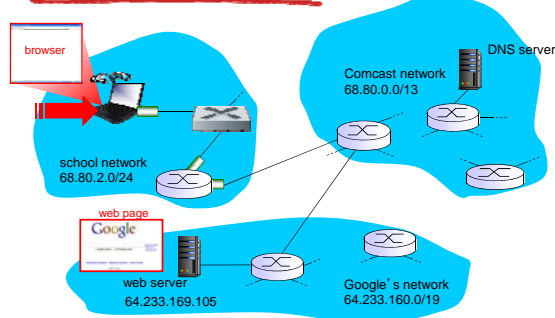 browser
DNS server
Comcast network
68.80.0.0/13
school network
68.80.2.0/24
web page
Google
web server
64.233.169.105
Google's network
64.233.160.0/19